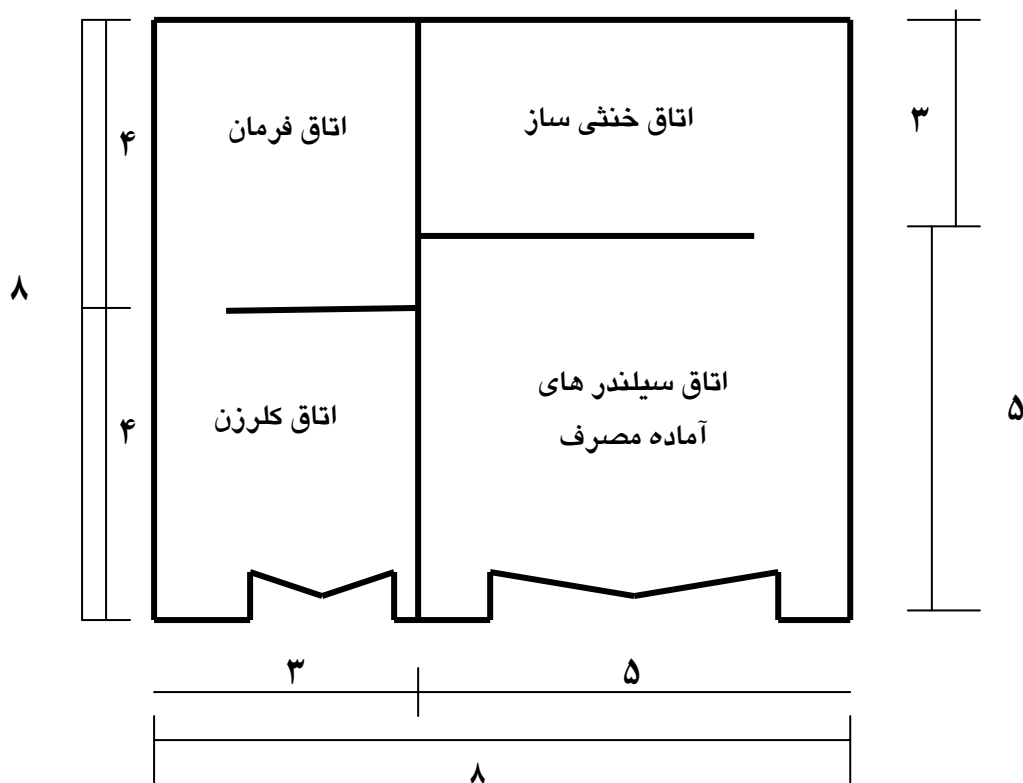 اتاق خنثی ساز
اتاق فرمان
۳
۴
۸
اتاق سیلندر های
آماده مصرف
اتاق کلرزن
۵
۴
۵
۳
۸